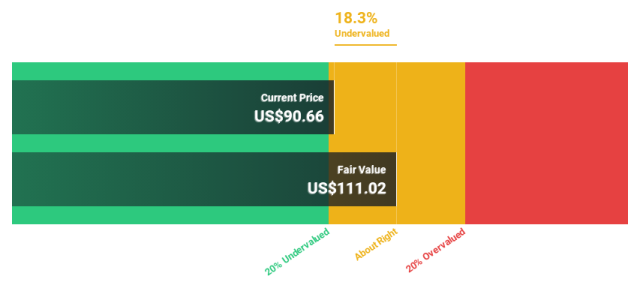 18.3%
Undervalued
Current Price
US$90.66
Fair Value
US$111.02
20% Undervalued
About Right
20% Overvalued